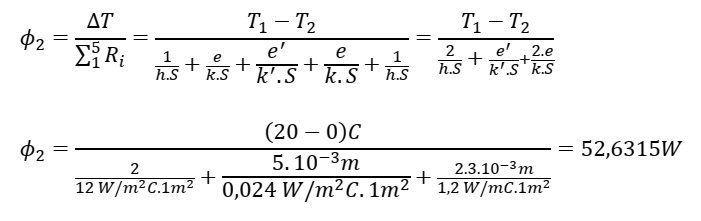 ϕ₂ = ΔT / ∑₁⁵ Rᵢ = (T₁ − T₂) / (1/h.S + e/k.S + e′/k′.S + e/k.S + 1/h.S) = (T₁ − T₂) / (2/h.S + e′/k′.S + 2.e/k.S)
ϕ₂ = (20 − 0)C / (2/12 W/m²C.1m² + 5.10⁻³m/0,024 W/m²C.1m² + 2.3.10⁻³m/1,2 W/mC.1m²) = 52,6315W